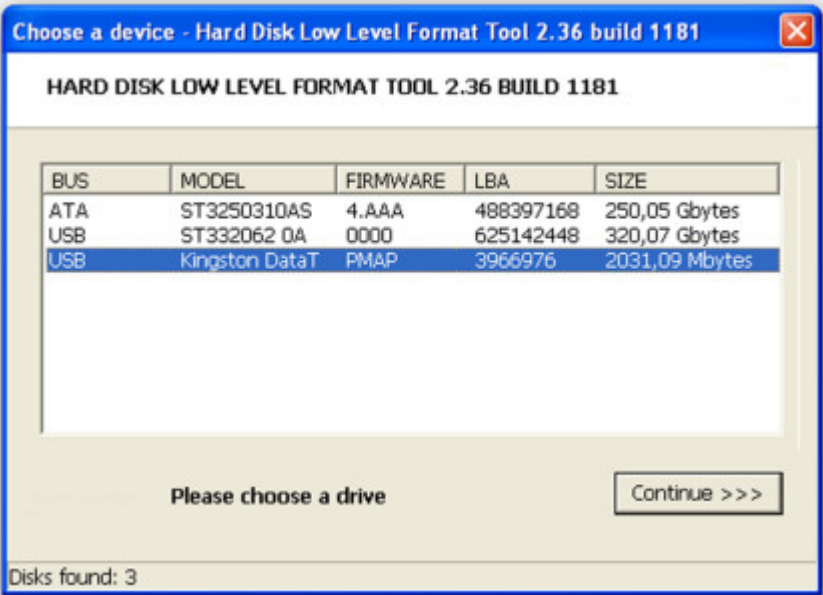 Choose a device - Hard Disk Low Level Format Tool 2.36 build 1181
HARD DISK LOW LEVEL FORMAT TOOL 2.36 BUILD 1181
BUS MODEL FIRMWARE LBA SIZE
ATA ST3250310AS 4.AAA 488397168 250,05 Gbytes
USB ST332062 0A 0000 625142448 320,07 Gbytes
USB Kingston DataT PMAP 3966976 2031,09 Mbytes
Please choose a drive
Continue >>>
Disks found: 3